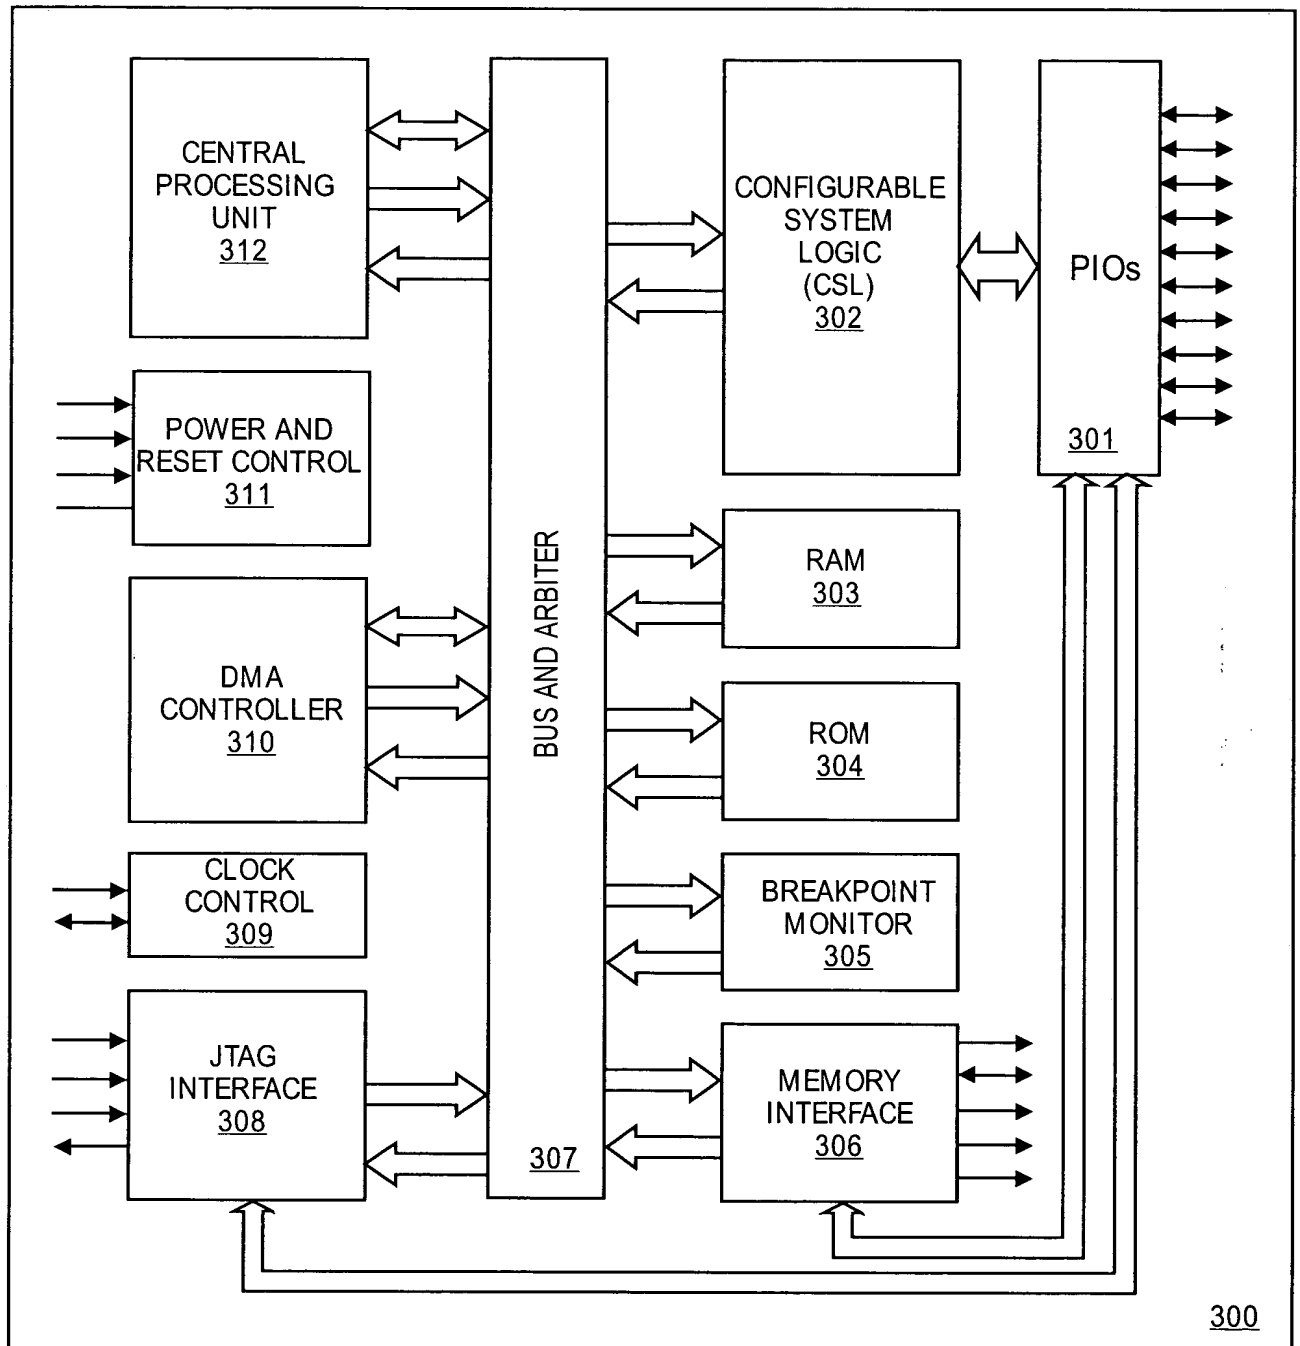 CENTRAL
PROCESSING
UNIT
312
POWER AND
RESET CONTROL
311
DMA
CONTROLLER
310
CLOCK
CONTROL
309
JTAG
INTERFACE
308
BUS AND ARBITER
307
CONFIGURABLE
SYSTEM
LOGIC
(CSL)
302
RAM
303
ROM
304
BREAKPOINT
MONITOR
305
MEMORY
INTERFACE
306
PIOs
301
300